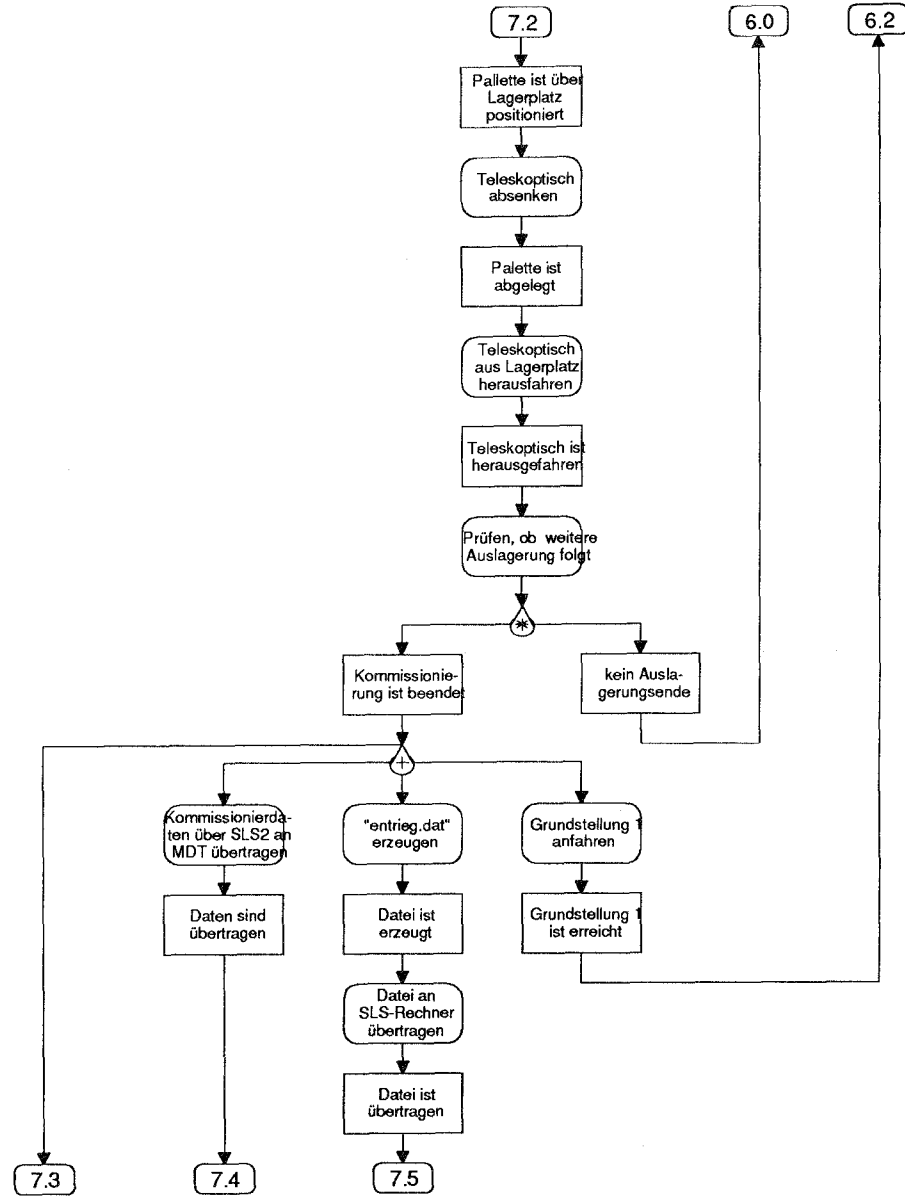 7.2
6.0
6.2
Pallette ist über
Lagerplatz
positioniert
Teleskoptisch
absenken
Palette ist
abgelegt
Teleskoptisch
aus Lagerplatz
herausfahren
Teleskoptisch ist
herausgefahren
Prüfen, ob weitere
Auslagerung folgt
*
Kommissionie-
rung ist beendet
kein Ausla-
gerungsende
+
Kommissionierda-
ten über SLS2 an
MDT übertragen
"entrieg.dat"
erzeugen
Grundstellung 1
anfahren
Daten sind
übertragen
Datei ist
erzeugt
Grundstellung 1
ist erreicht
Datei an
SLS-Rechner
übertragen
Datei ist
übertragen
7.3
7.4
7.5